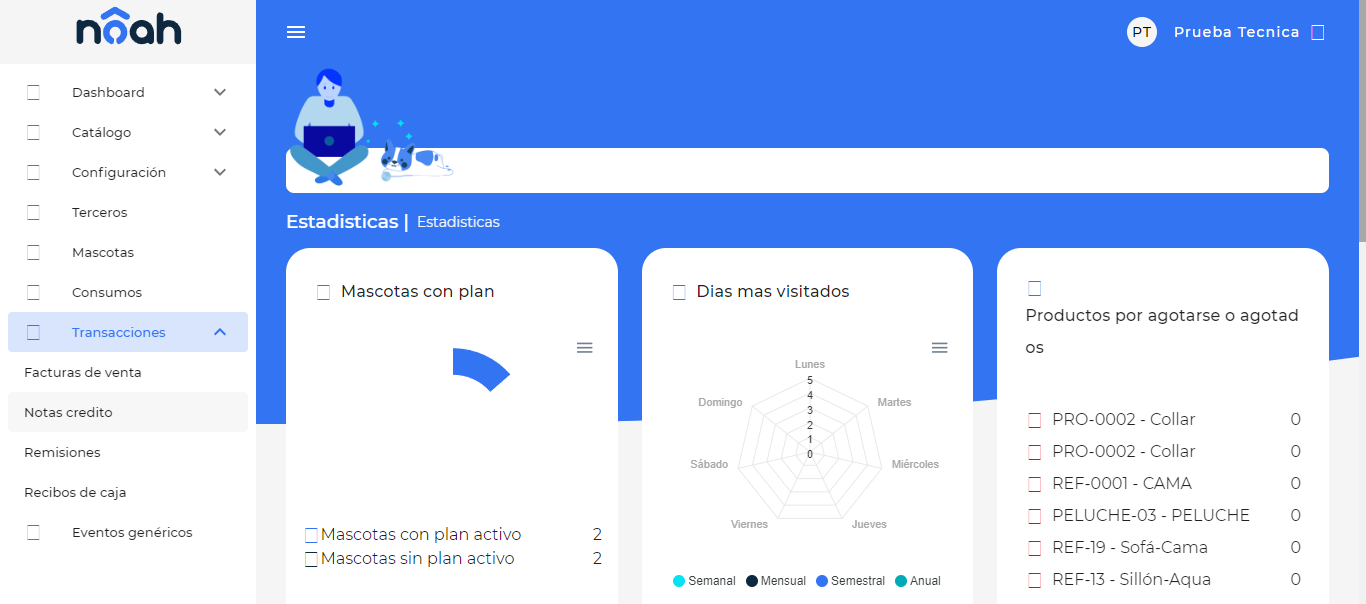 nôah
PT Prueba Tecnica
Dashboard
Catálogo
Configuración
Terceros
Mascotas
Consumos
Transacciones
Facturas de venta
Notas credito
Remisiones
Recibos de caja
Eventos genéricos
Estadisticas | Estadisticas
Mascotas con plan
Mascotas con plan activo 2
Mascotas sin plan activo 2
Dias mas visitados
Lunes
5
4
3
2
1
0
Martes
Miércoles
Jueves
Viernes
Sábado
Domingo
Semanal Mensual Semestral Anual
Productos por agotarse o agotad
os
PRO-0002 - Collar 0
PRO-0002 - Collar 0
REF-0001 - CAMA 0
PELUCHE-03 - PELUCHE 0
REF-19 - Sofá-Cama 0
REF-13 - Sillón-Aqua 0